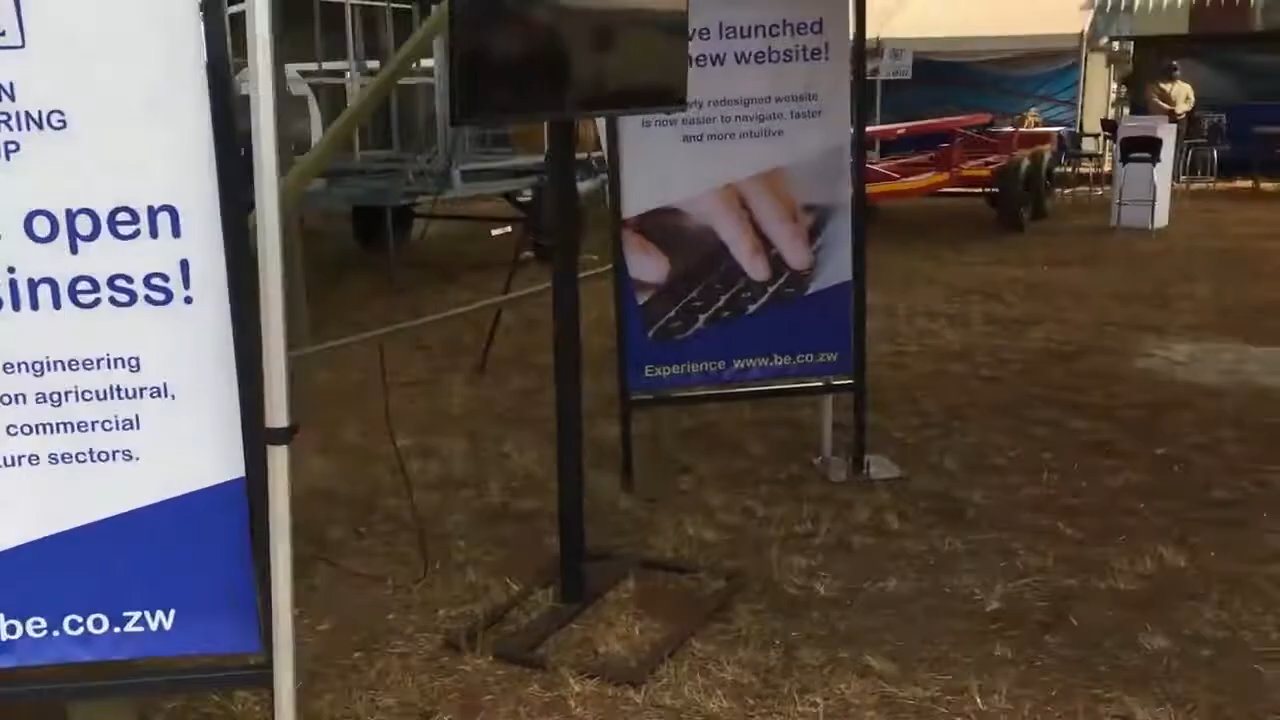 N
RING
UP
open
siness!
engineering
on agricultural,
commercial
ure sectors.
be.co.zw
ve launched
new website!
redesigned website
is now easier to navigate, faster
and more intuitive
Experience www.be.co.zw